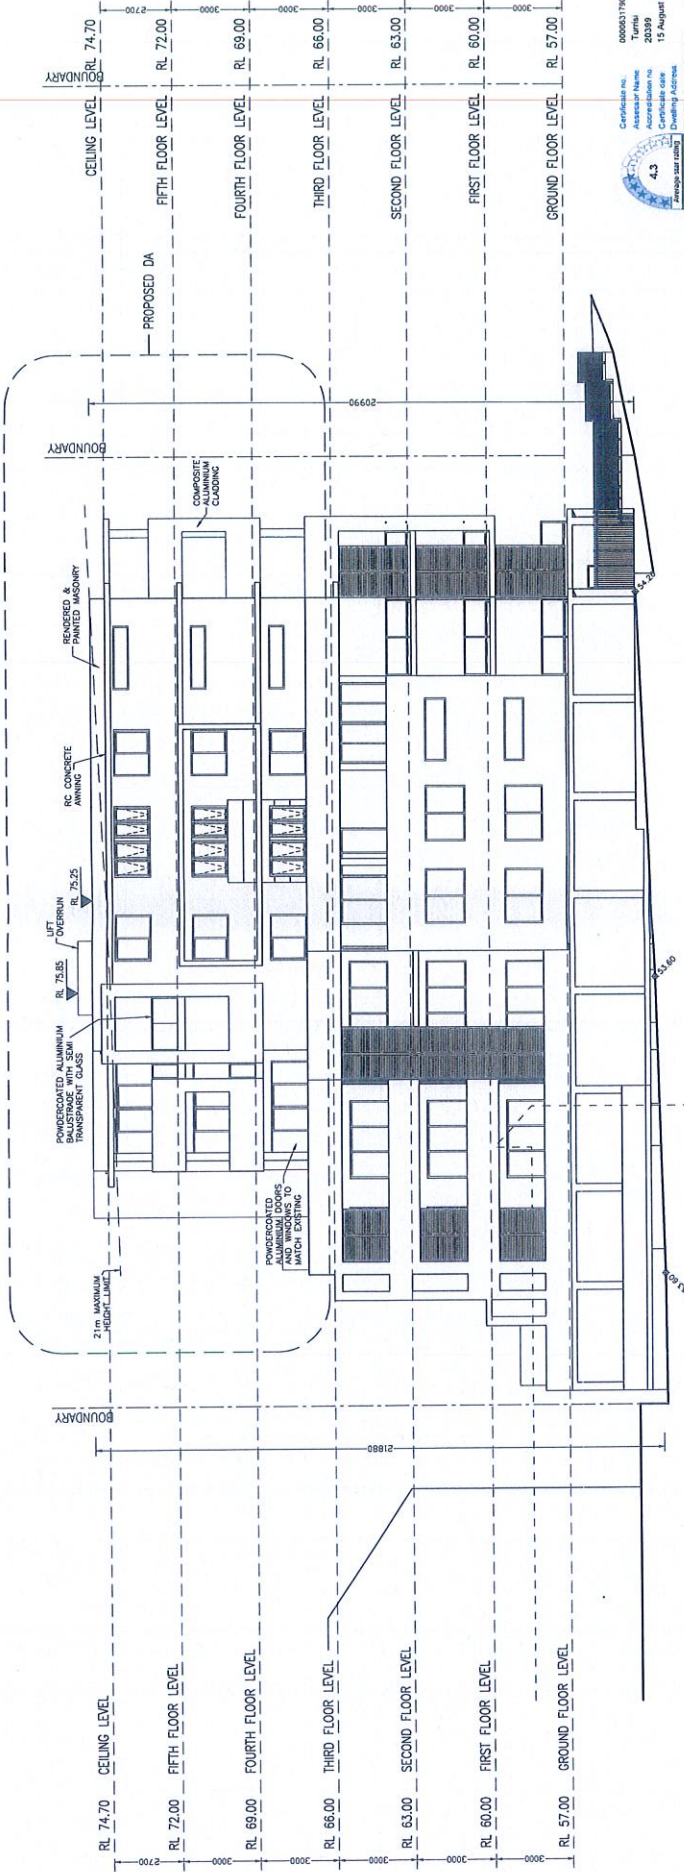 RL 74.70 CEILING LEVEL
RL 72.00 FIFTH FLOOR LEVEL
RL 69.00 FOURTH FLOOR LEVEL
RL 66.00 THIRD FLOOR LEVEL
RL 63.00 SECOND FLOOR LEVEL
RL 60.00 FIRST FLOOR LEVEL
RL 57.00 GROUND FLOOR LEVEL
2700
3000
3000
3000
3000
3000
BOUNDARY
21880
21m MAXIMUM
HEIGHT LIMIT
POWDERCOATED ALUMINIUM
BALUSTRADE WITH SEMI
TRANSPARENT GLASS
RL 75.85
LIFT
OVERRUN
RL 75.25
RC CONCRETE
AWNING
RENDERED &
PAINTED MASONRY
COMPOSITE
ALUMINIUM
CLADDING
POWDERCOATED
ALUMINIUM DOORS
AND WINDOWS TO
MATCH EXISTING
53.60
54.20
BOUNDARY
20990
PROPOSED DA
BOUNDARY
CEILING LEVEL RL 74.70
FIFTH FLOOR LEVEL RL 72.00
FOURTH FLOOR LEVEL RL 69.00
THIRD FLOOR LEVEL RL 66.00
SECOND FLOOR LEVEL RL 63.00
FIRST FLOOR LEVEL RL 60.00
GROUND FLOOR LEVEL RL 57.00
2700
3000
3000
3000
3000
3000
4.3
Average star rating
Certificate no.
Assessor Name Turrisi
Accreditation no. 20399
Certificate date 15 August
Dwelling Address